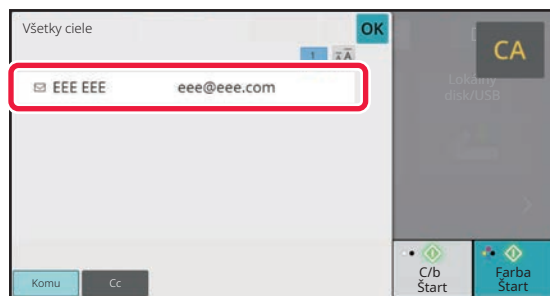 Všetky ciele
OK
1
CA
EEE EEE eee@eee.com
Lokálny
disk/USB
Komu
Cc
C/b
Štart
Farba
Štart